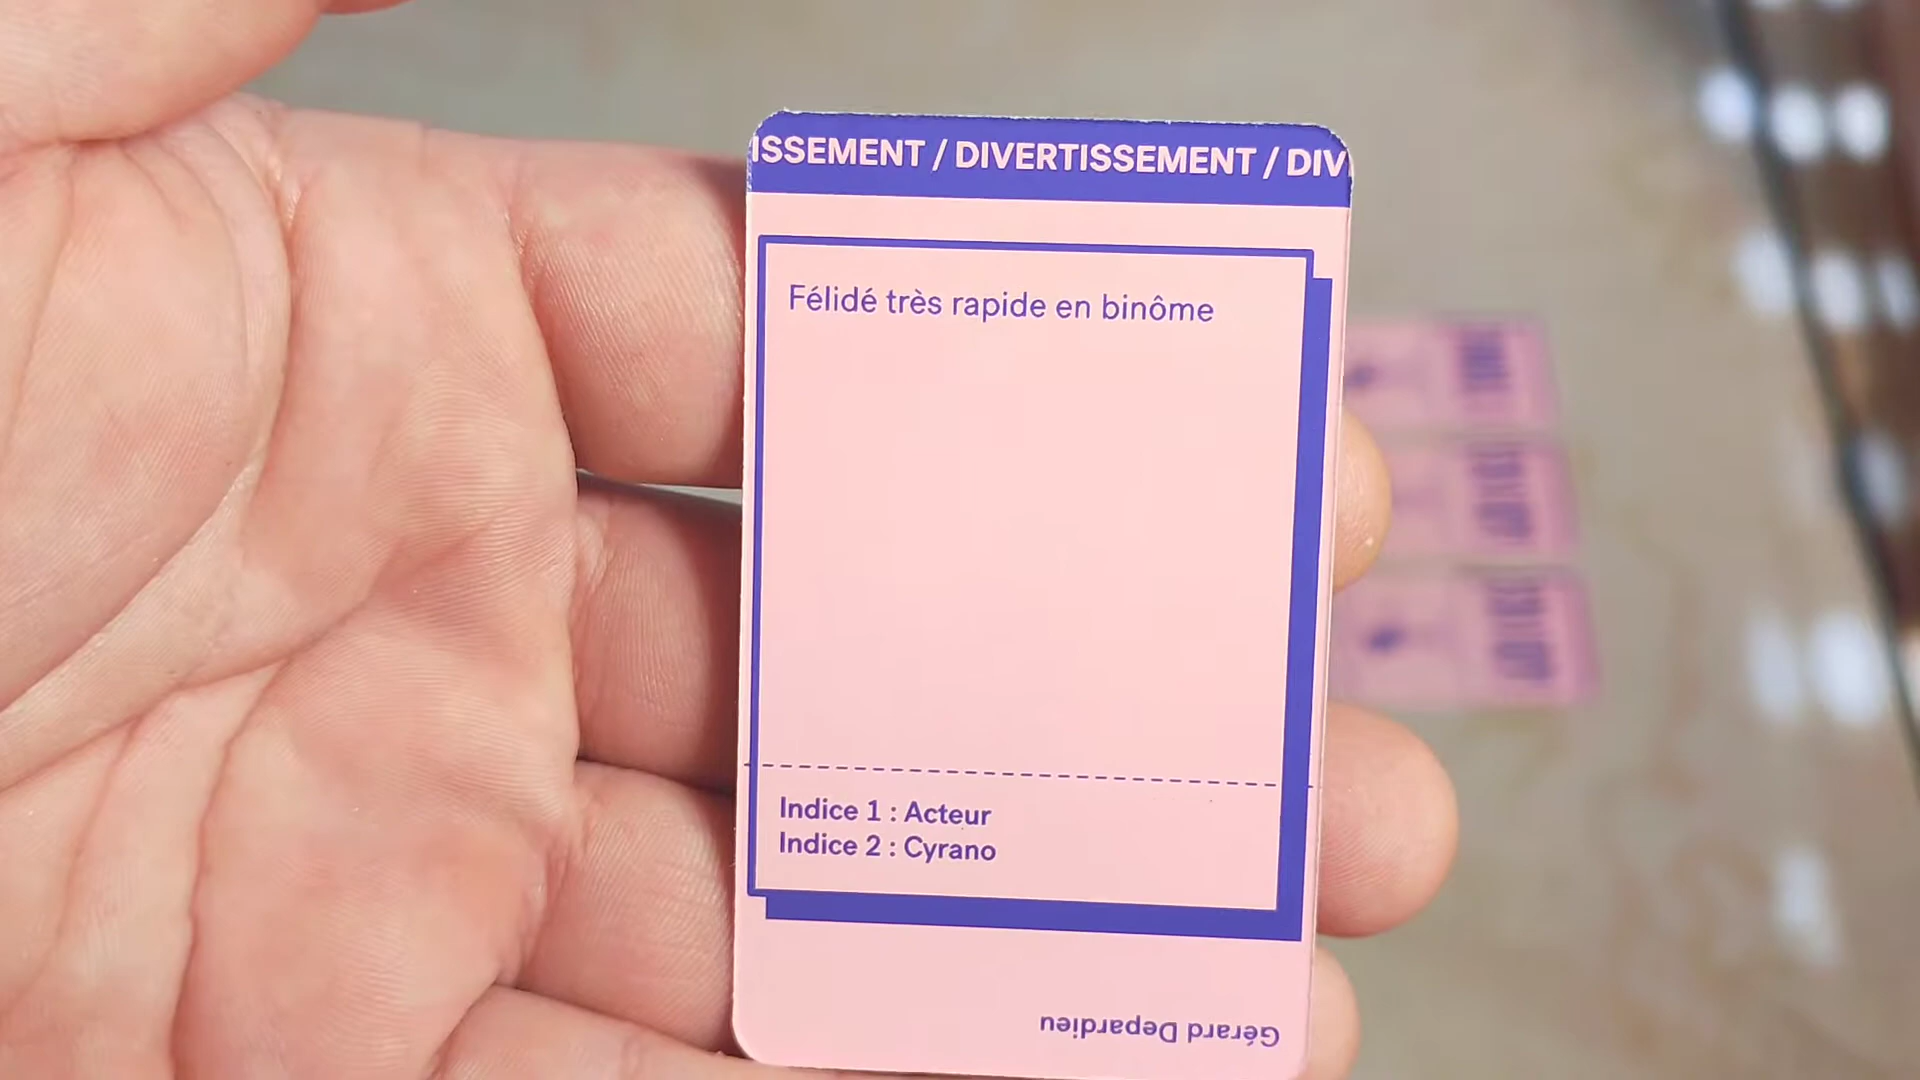 ISSEMENT / DIVERTISSEMENT / DIV
Félidé très rapide en binôme
Indice 1 : Acteur
Indice 2 : Cyrano
Gérard Depardieu